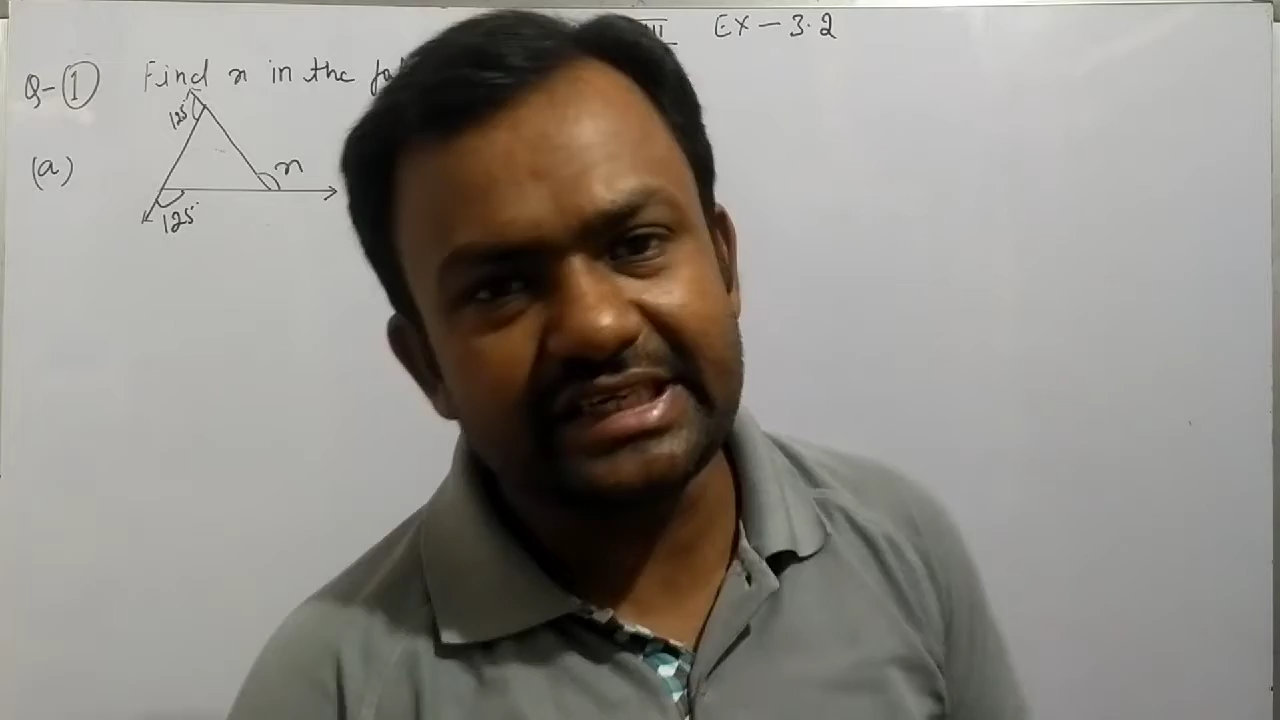 EX-3.2
Q-① Find x in the
125°
(a)
x
125°